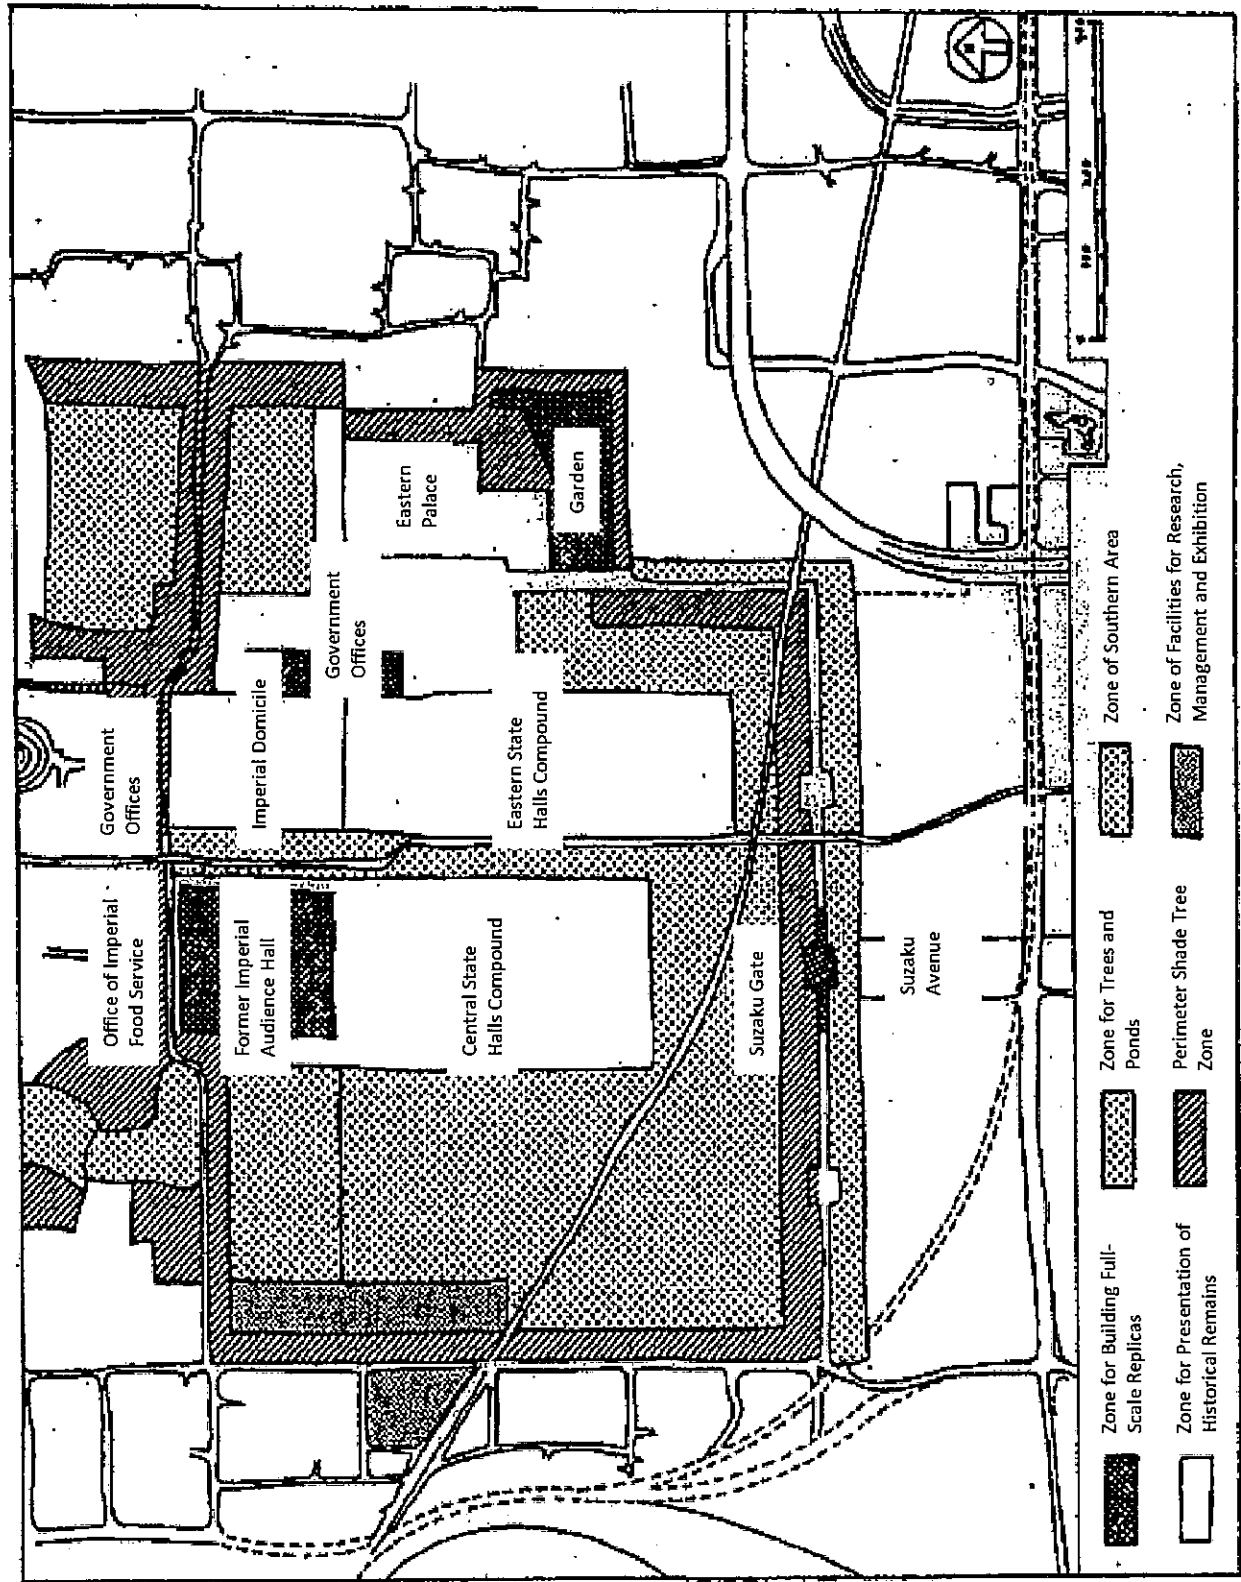 Office of Imperial
Food Service
Government
Offices
Former Imperial
Audience Hall
Imperial Domicile
Government
Offices
Eastern
Palace
Central State
Halls Compound
Eastern State
Halls Compound
Garden
Suzaku Gate
Suzaku
Avenue
Zone for Building Full-
Scale Replicas
Zone for Trees and
Ponds
Zone of Southern Area
Zone for Presentation of
Historical Remains
Perimeter Shade Tree
Zone
Zone of Facilities for Research,
Management and Exhibition